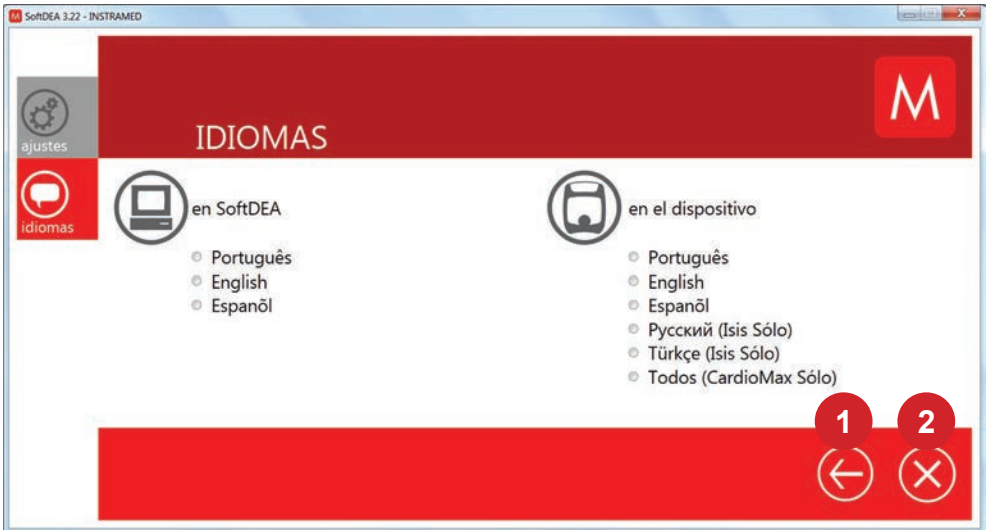 M SoftDEA 3.22 - INSTRAMED
M
ajustes
IDIOMAS
idiomas
en SoftDEA
Português
English
Espanõl
en el dispositivo
Português
English
Espanõl
Русский (Isis Sólo)
Türkçe (Isis Sólo)
Todos (CardioMax Sólo)
1
2